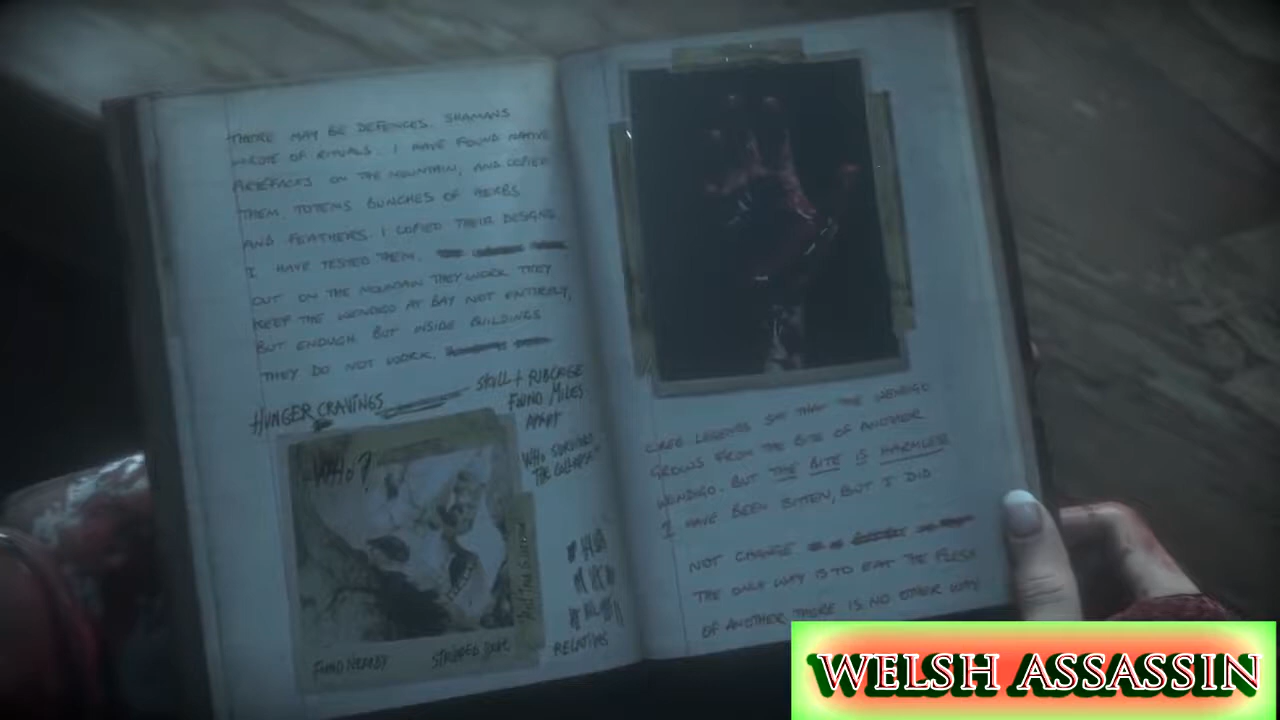 THERE MAY BE DEFENCES. SHAMANS
WROTE OF RITUALS. I HAVE FOUND NATIVE
ARTEFACTS ON THE MOUNTAIN, AND COPIED
THEM. TOTEMS BUNCHES OF HERBS
AND FEATHERS. I COPIED THEIR DESIGNS.
I HAVE TESTED THEM.
OUT ON THE MOUNTAIN THEY WORK THEY
KEEP THE WENDIGO AT BAY NOT ENTIRELY,
BUT ENOUGH. BUT INSIDE BUILDINGS
THEY DO NOT WORK.
HUNGER CRAVINGS
SKULL + RIBCAGE
FOUND MILES
APART
WHO SURVIVED
THE COLLAPSE?
WHO?
FOUND NEARBY
STRIPPED BARE
RELATIVES
CREE LEGENDS SAY THAT THE WENDIGO
GROWS FROM THE BITE OF ANOTHER
WENDIGO. BUT THE BITE IS HARMLESS
I HAVE BEEN BITTEN, BUT I DID
NOT CHANGE
THE ONLY WAY IS TO EAT THE FLESH
OF ANOTHER THERE IS NO OTHER WAY
WELSH ASSASSIN